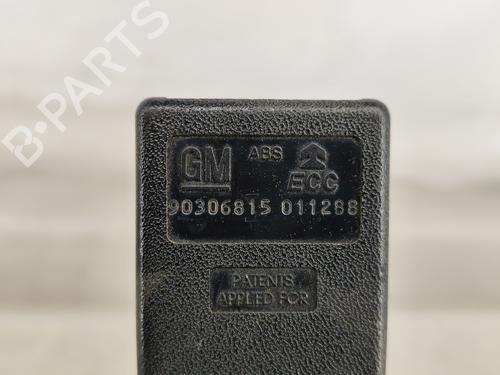 B-PARTS
GM ABS ECC
90306815 011288
PATENTS
APPLIED FOR